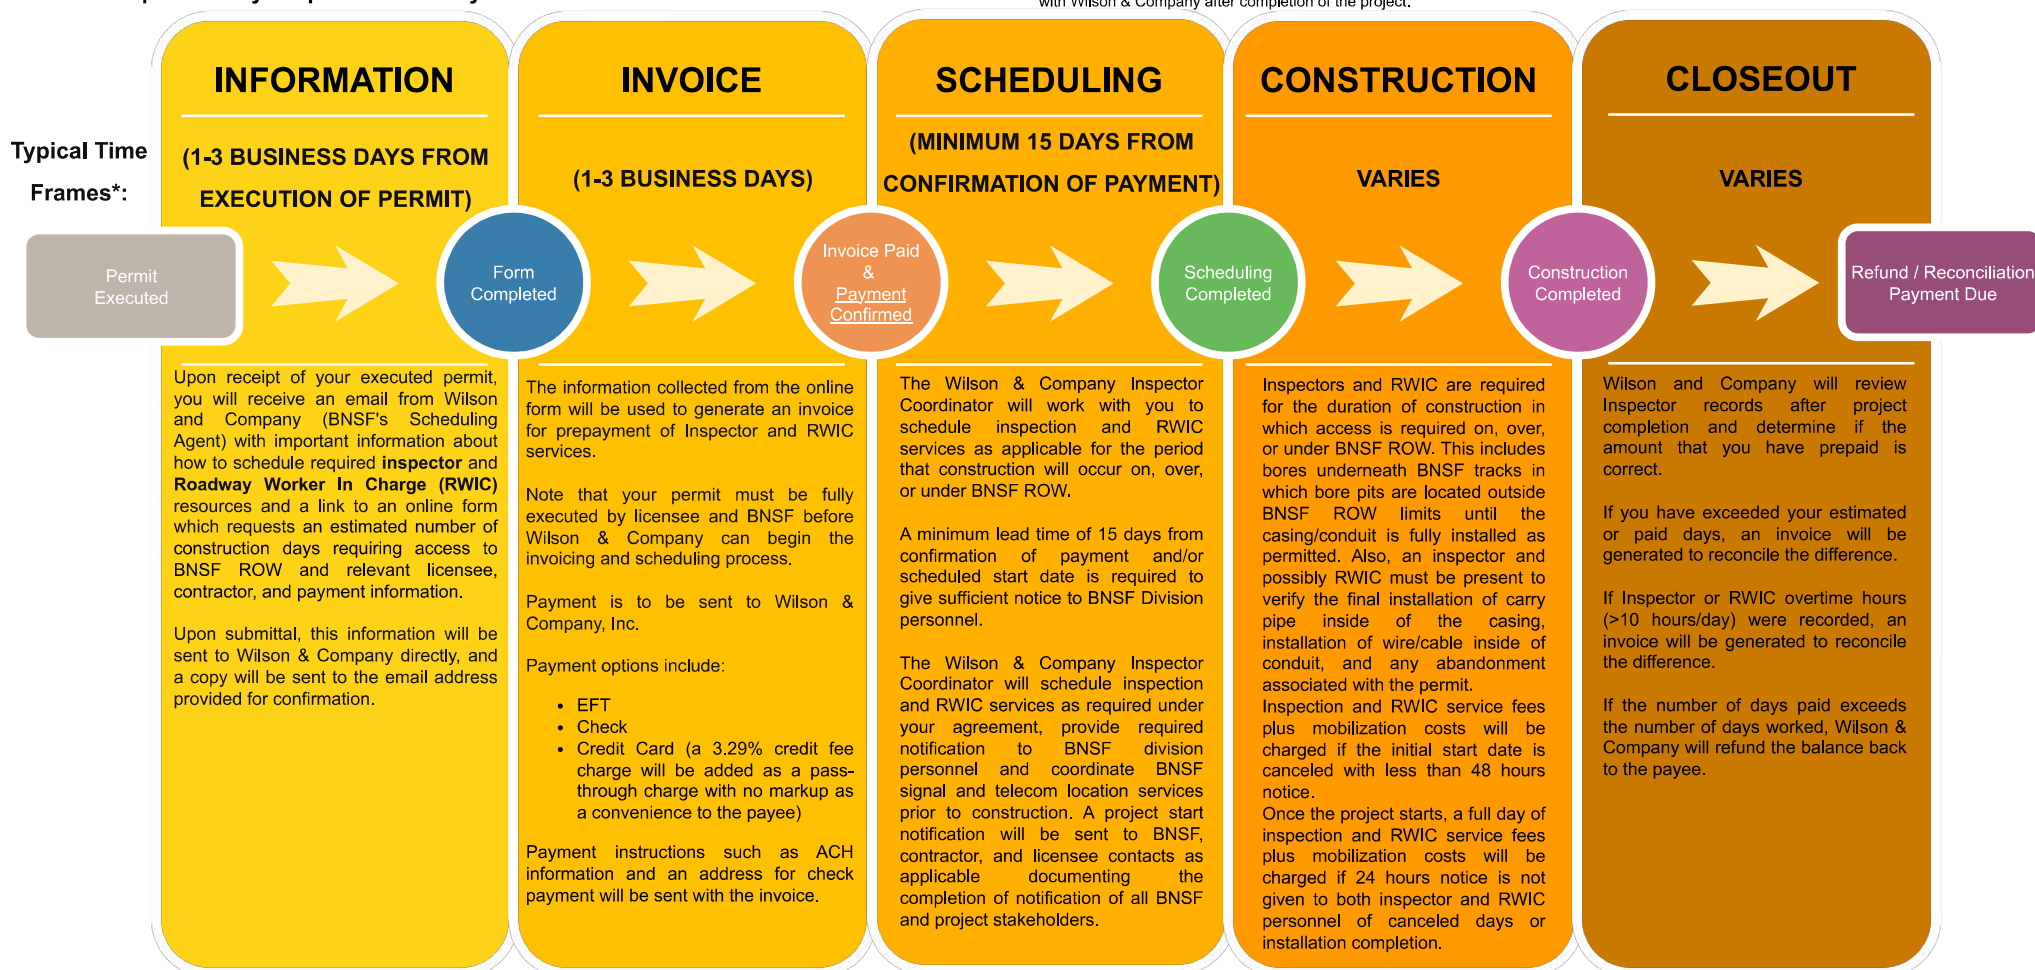 with Wilson & Company after completion of the project.
Typical Time
Frames*:
INFORMATION
(1-3 BUSINESS DAYS FROM
EXECUTION OF PERMIT)
Permit
Executed
Upon receipt of your executed permit,
you will receive an email from Wilson
and Company (BNSF's Scheduling
Agent) with important information about
how to schedule required inspector and
Roadway Worker In Charge (RWIC)
resources and a link to an online form
which requests an estimated number of
construction days requiring access to
BNSF ROW and relevant licensee,
contractor, and payment information.
Upon submittal, this information will be
sent to Wilson & Company directly, and
a copy will be sent to the email address
provided for confirmation.
Form
Completed
INVOICE
(1-3 BUSINESS DAYS)
The information collected from the online
form will be used to generate an invoice
for prepayment of Inspector and RWIC
services.
Note that your permit must be fully
executed by licensee and BNSF before
Wilson & Company can begin the
invoicing and scheduling process.
Payment is to be sent to Wilson &
Company, Inc.
Payment options include:
• EFT
• Check
• Credit Card (a 3.29% credit fee
charge will be added as a pass-
through charge with no markup as
a convenience to the payee)
Payment instructions such as ACH
information and an address for check
payment will be sent with the invoice.
Invoice Paid
&
Payment
Confirmed
SCHEDULING
(MINIMUM 15 DAYS FROM
CONFIRMATION OF PAYMENT)
The Wilson & Company Inspector
Coordinator will work with you to
schedule inspection and RWIC
services as applicable for the period
that construction will occur on, over,
or under BNSF ROW.
A minimum lead time of 15 days from
confirmation of payment and/or
scheduled start date is required to
give sufficient notice to BNSF Division
personnel.
The Wilson & Company Inspector
Coordinator will schedule inspection
and RWIC services as required under
your agreement, provide required
notification to BNSF division
personnel and coordinate BNSF
signal and telecom location services
prior to construction. A project start
notification will be sent to BNSF,
contractor, and licensee contacts as
applicable documenting the
completion of notification of all BNSF
and project stakeholders.
Scheduling
Completed
CONSTRUCTION
VARIES
Inspectors and RWIC are required
for the duration of construction in
which access is required on, over,
or under BNSF ROW. This includes
bores underneath BNSF tracks in
which bore pits are located outside
BNSF ROW limits until the
casing/conduit is fully installed as
permitted. Also, an inspector and
possibly RWIC must be present to
verify the final installation of carry
pipe inside of the casing,
installation of wire/cable inside of
conduit, and any abandonment
associated with the permit.
Inspection and RWIC service fees
plus mobilization costs will be
charged if the initial start date is
canceled with less than 48 hours
notice.
Once the project starts, a full day of
inspection and RWIC service fees
plus mobilization costs will be
charged if 24 hours notice is not
given to both inspector and RWIC
personnel of canceled days or
installation completion.
Construction
Completed
CLOSEOUT
VARIES
Wilson and Company will review
Inspector records after project
completion and determine if the
amount that you have prepaid is
correct.
If you have exceeded your estimated
or paid days, an invoice will be
generated to reconcile the difference.
If Inspector or RWIC overtime hours
(>10 hours/day) were recorded, an
invoice will be generated to reconcile
the difference.
If the number of days paid exceeds
the number of days worked, Wilson &
Company will refund the balance back
to the payee.
Refund / Reconciliation
Payment Due